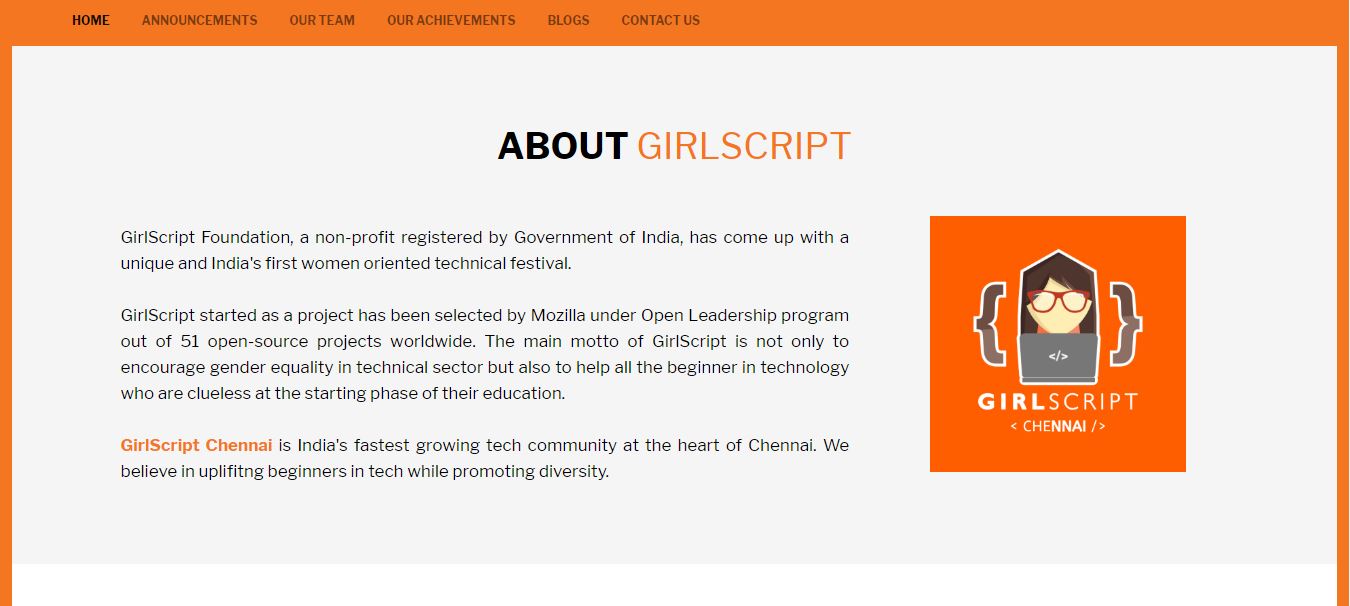 HOME ANNOUNCEMENTS OUR TEAM OUR ACHIEVEMENTS BLOGS CONTACT US
ABOUT GIRLSCRIPT
GirlScript Foundation, a non-profit registered by Government of India, has come up with a
unique and India's first women oriented technical festival.
GirlScript started as a project has been selected by Mozilla under Open Leadership program
out of 51 open-source projects worldwide. The main motto of GirlScript is not only to
encourage gender equality in technical sector but also to help all the beginner in technology
who are clueless at the starting phase of their education.
GirlScript Chennai is India's fastest growing tech community at the heart of Chennai. We
believe in uplifitng beginners in tech while promoting diversity.
{ }
</>
GIRLSCRIPT
< CHENNAI />